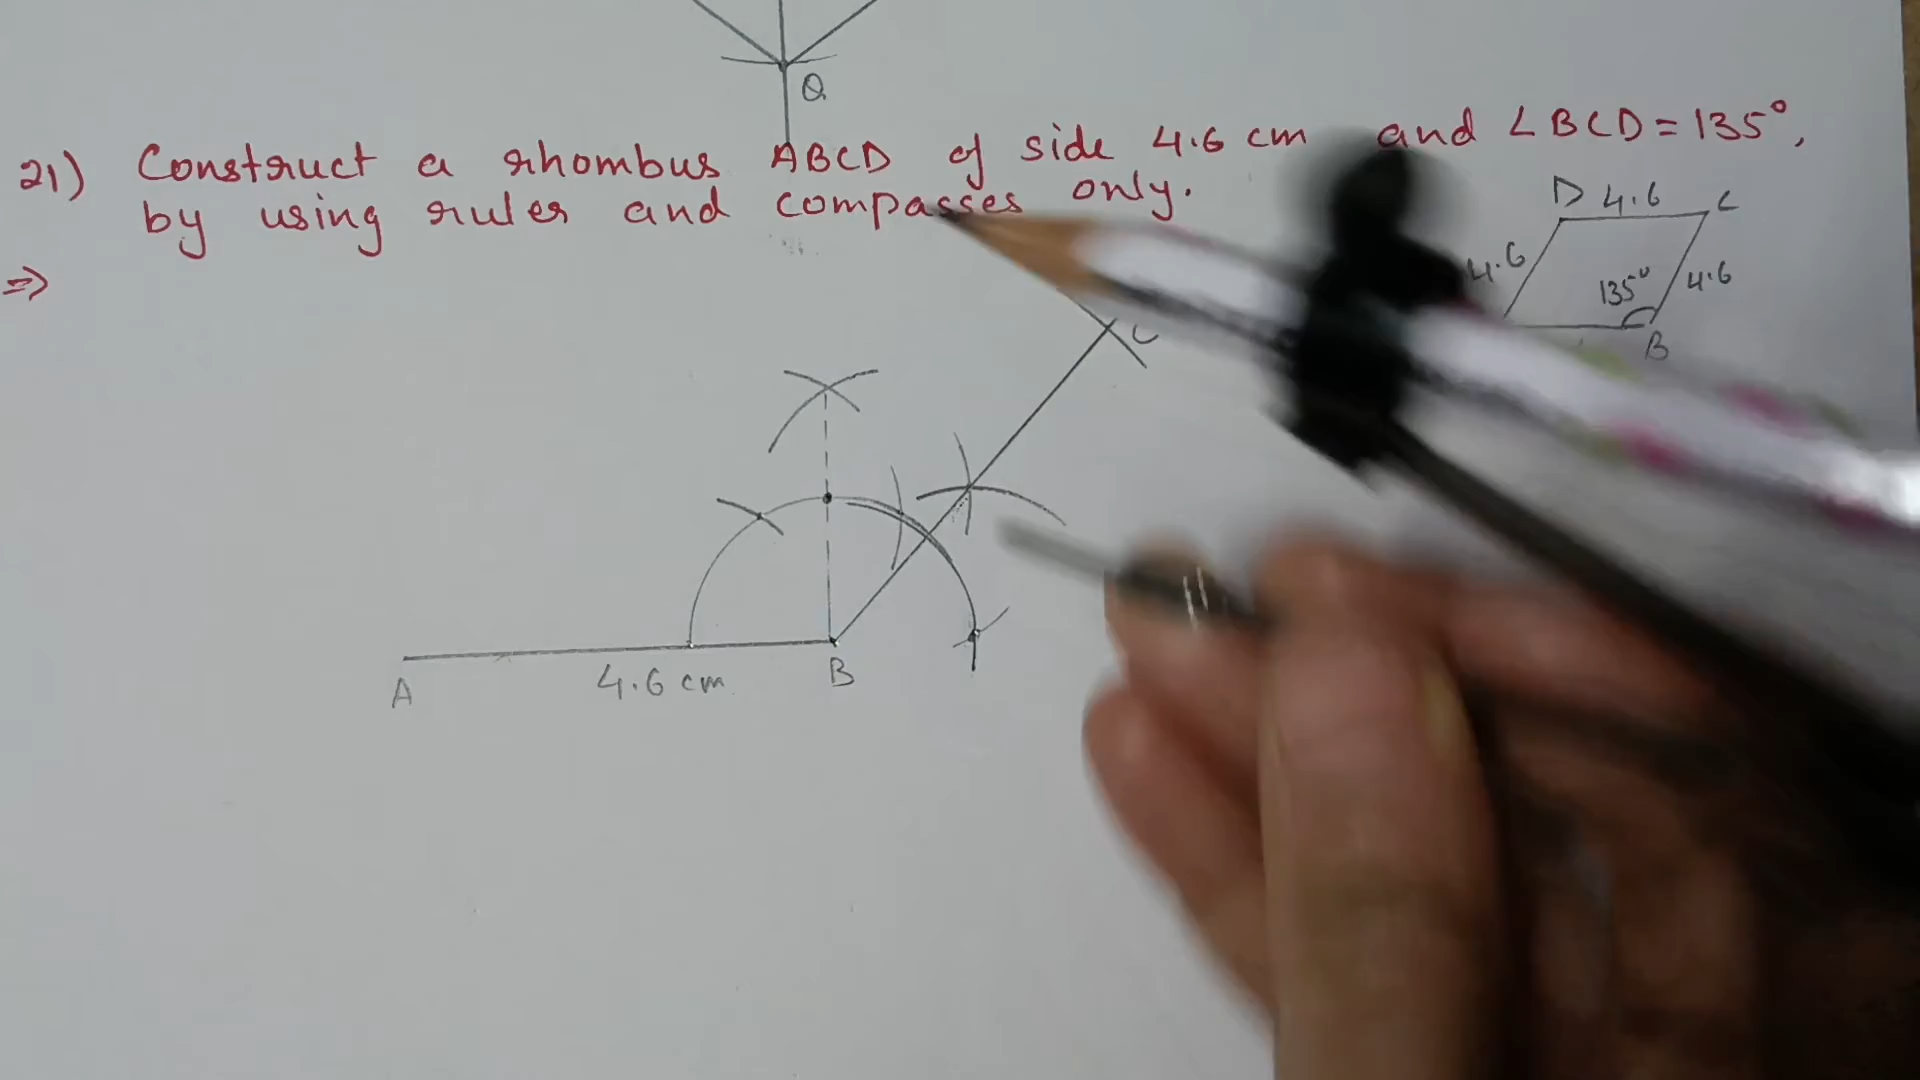 Q
21) Construct a rhombus ABCD of side 4.6 cm and ∠BCD = 135°,
by using ruler and compasses only.
⇒
D 4.6 C
4.6 135° 4.6
B
C
A 4.6 cm B